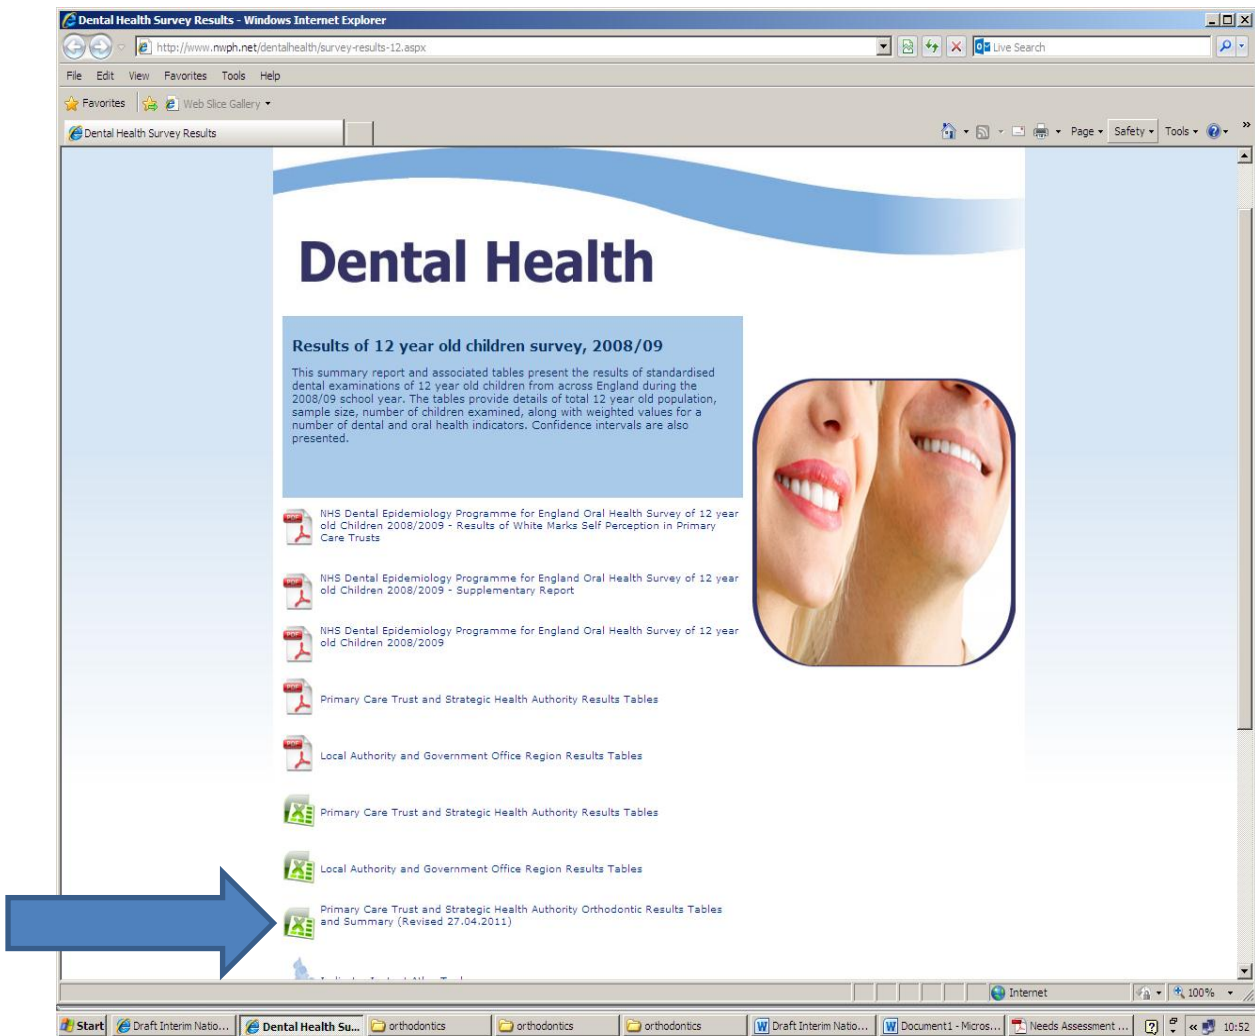 Dental Health Survey Results - Windows Internet Explorer
http://www.nwph.net/dentalhealth/survey-results-12.aspx
Live Search
File Edit View Favorites Tools Help
Favorites
Web Slice Gallery
Dental Health Survey Results
Page
Safety
Tools
Dental Health
Results of 12 year old children survey, 2008/09
This summary report and associated tables present the results of standardised
dental examinations of 12 year old children from across England during the
2008/09 school year. The tables provide details of total 12 year old population,
sample size, number of children examined, along with weighted values for a
number of dental and oral health indicators. Confidence intervals are also
presented.
NHS Dental Epidemiology Programme for England Oral Health Survey of 12 year
old Children 2008/2009 - Results of White Marks Self Perception in Primary
Care Trusts
NHS Dental Epidemiology Programme for England Oral Health Survey of 12 year
old Children 2008/2009 - Supplementary Report
NHS Dental Epidemiology Programme for England Oral Health Survey of 12 year
old Children 2008/2009
Primary Care Trust and Strategic Health Authority Results Tables
Local Authority and Government Office Region Results Tables
Primary Care Trust and Strategic Health Authority Results Tables
Local Authority and Government Office Region Results Tables
Primary Care Trust and Strategic Health Authority Orthodontic Results Tables
and Summary (Revised 27.04.2011)
Internet
100%
Start
Draft Interim Natio...
Dental Health Su...
orthodontics
orthodontics
orthodontics
Draft Interim Natio...
Document1 - Micros...
Needs Assessment ...
10:52